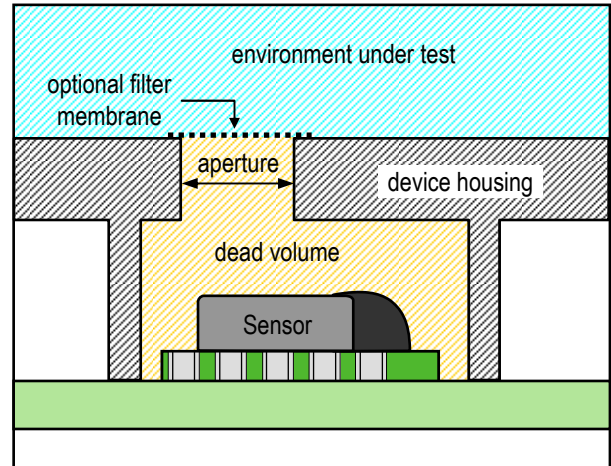 environment under test
optional filter
membrane
aperture
device housing
dead volume
Sensor